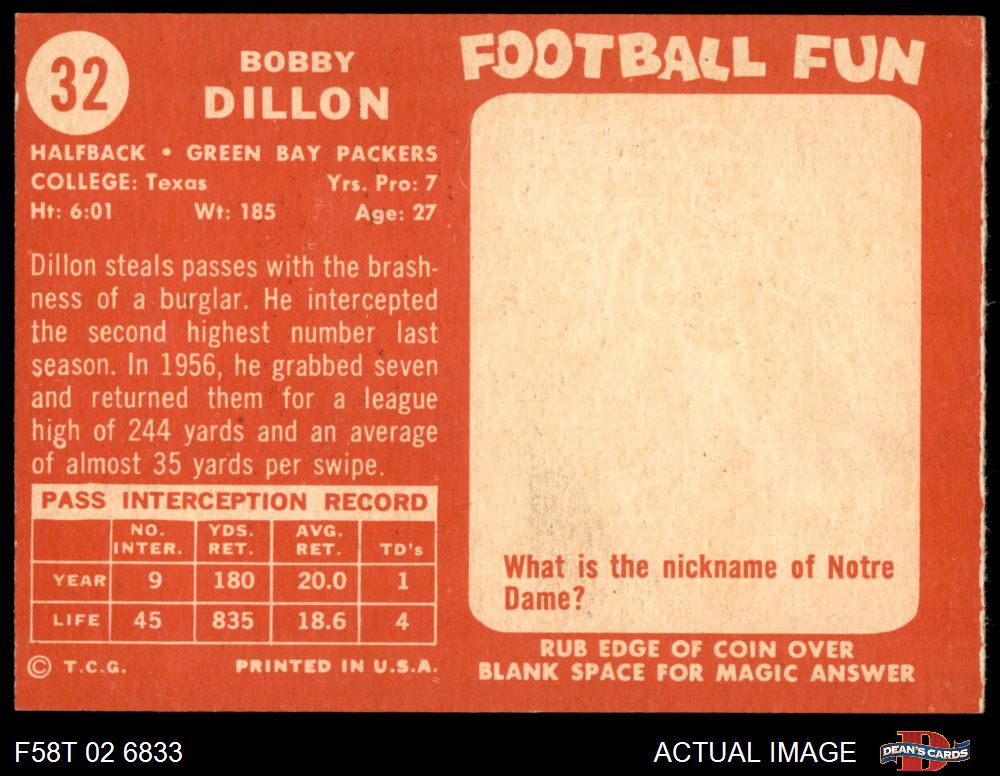 32
BOBBY
DILLON
HALFBACK • GREEN BAY PACKERS
COLLEGE: Texas Yrs. Pro: 7
Ht: 6:01 Wt: 185 Age: 27
Dillon steals passes with the brash-
ness of a burglar. He intercepted
the second highest number last
season. In 1956, he grabbed seven
and returned them for a league
high of 244 yards and an average
of almost 35 yards per swipe.
PASS INTERCEPTION RECORD
NO. INTER. YDS. RET. AVG. RET. TD's
YEAR 9 180 20.0 1
LIFE 45 835 18.6 4
© T.C.G. PRINTED IN U.S.A.
FOOTBALL FUN
What is the nickname of Notre
Dame?
RUB EDGE OF COIN OVER
BLANK SPACE FOR MAGIC ANSWER
F58T 02 6833
ACTUAL IMAGE
D
DEAN'S CARDS